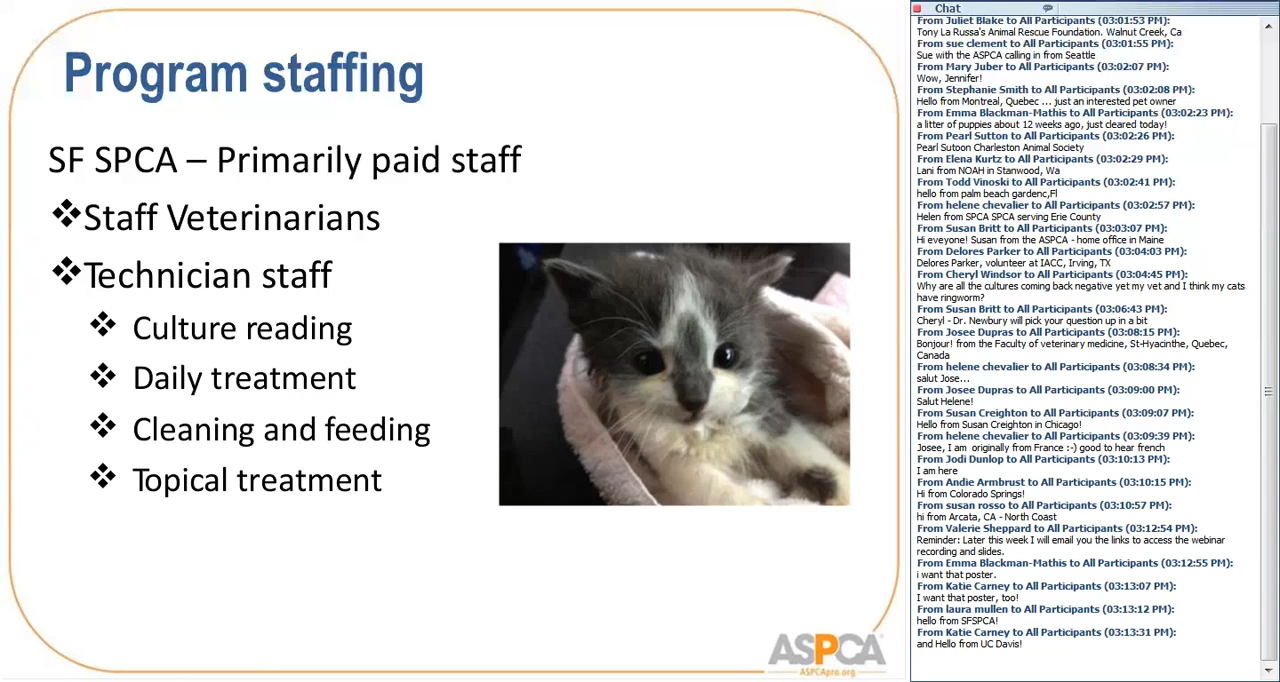 Program staffing
SF SPCA – Primarily paid staff
Staff Veterinarians
Technician staff
Culture reading
Daily treatment
Cleaning and feeding
Topical treatment
ASPCA
ASPCApro.org
Chat
From Juliet Blake to All Participants (03:01:53 PM):
Tony La Russa's Animal Rescue Foundation. Walnut Creek, Ca
From sue clement to All Participants (03:01:55 PM):
Sue with the ASPCA calling in from Seattle
From Mary Juber to All Participants (03:02:07 PM):
Wow, Jennifer!
From Stephanie Smith to All Participants (03:02:08 PM):
Hello from Montreal, Quebec ... just an interested pet owner
From Emma Blackman-Mathis to All Participants (03:02:23 PM):
a litter of puppies about 12 weeks ago, just cleared today!
From Pearl Sutton to All Participants (03:02:26 PM):
Pearl Sutoon Charleston Animal Society
From Elena Kurtz to All Participants (03:02:29 PM):
Lani from NOAH in Stanwood, Wa
From Todd Vinoski to All Participants (03:02:41 PM):
hello from palm beach gardenc,Fl
From helene chevalier to All Participants (03:02:57 PM):
Helen from SPCA SPCA serving Erie County
From Susan Britt to All Participants (03:03:07 PM):
Hi eveyone! Susan from the ASPCA - home office in Maine
From Delores Parker to All Participants (03:04:03 PM):
Delores Parker, volunteer at IACC, Irving, TX
From Cheryl Windsor to All Participants (03:04:45 PM):
Why are all the cultures coming back negative yet my vet and I think my cats
have ringworm?
From Susan Britt to All Participants (03:06:43 PM):
Cheryl - Dr. Newbury will pick your question up in a bit
From Josee Dupras to All Participants (03:08:15 PM):
Bonjour! from the Faculty of veterinary medicine, St-Hyacinthe, Quebec,
Canada
From helene chevalier to All Participants (03:08:34 PM):
salut Jose...
From Josee Dupras to All Participants (03:09:00 PM):
Salut Helene!
From Susan Creighton to All Participants (03:09:07 PM):
Hello from Susan Creighton in Chicago!
From helene chevalier to All Participants (03:09:39 PM):
Josee, I am originally from France :-) good to hear french
From Jodi Dunlop to All Participants (03:10:13 PM):
I am here
From Andie Armbrust to All Participants (03:10:15 PM):
Hi from Colorado Springs!
From susan rosso to All Participants (03:10:57 PM):
hi from Arcata, CA - North Coast
From Valerie Sheppard to All Participants (03:12:54 PM):
Reminder: Later this week I will email you the links to access the webinar
recording and slides.
From Emma Blackman-Mathis to All Participants (03:12:55 PM):
i want that poster.
From Katie Carney to All Participants (03:13:07 PM):
I want that poster, too!
From laura mullen to All Participants (03:13:12 PM):
hello from SFSPCA!
From Katie Carney to All Participants (03:13:31 PM):
and Hello from UC Davis!